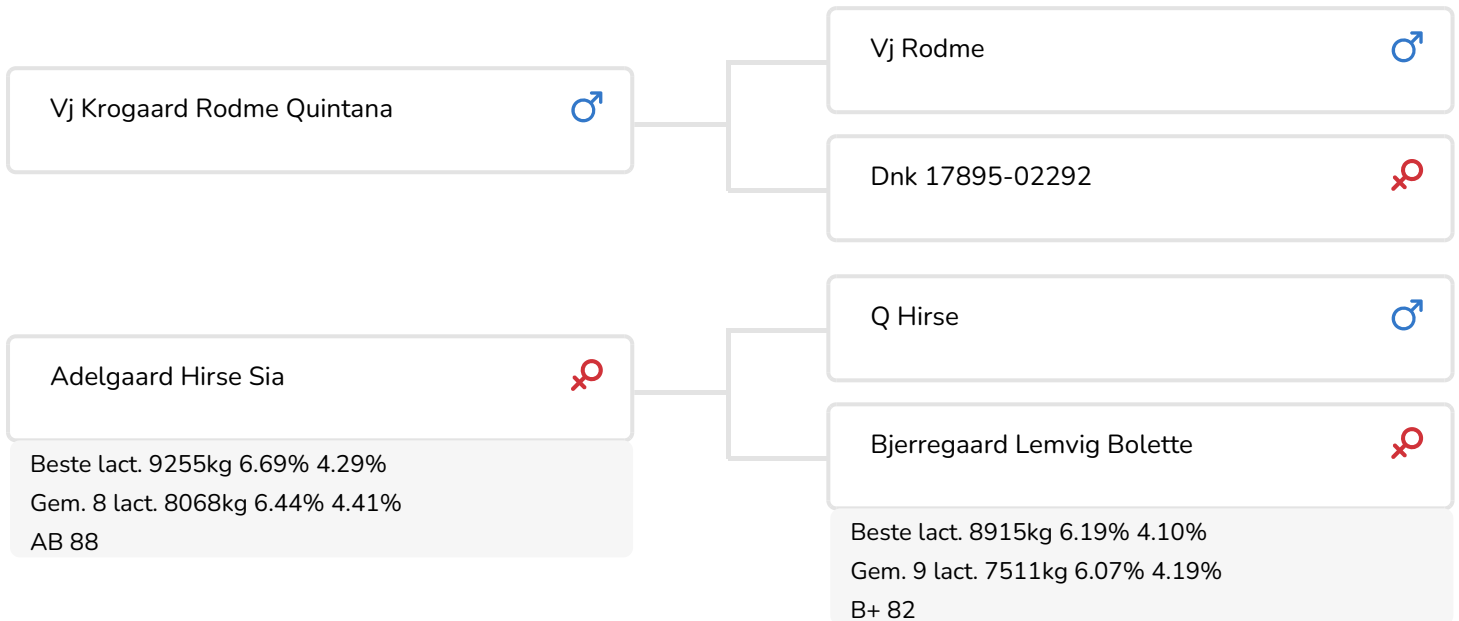 Vj Krogaard Rodme Quintana
Vj Rodme
Dnk 17895-02292
Adelgaard Hirse Sia
Beste lact. 9255kg 6.69% 4.29%
Gem. 8 lact. 8068kg 6.44% 4.41%
AB 88
Q Hirse
Bjerregaard Lemvig Bolette
Beste lact. 8915kg 6.19% 4.10%
Gem. 9 lact. 7511kg 6.07% 4.19%
B+ 82